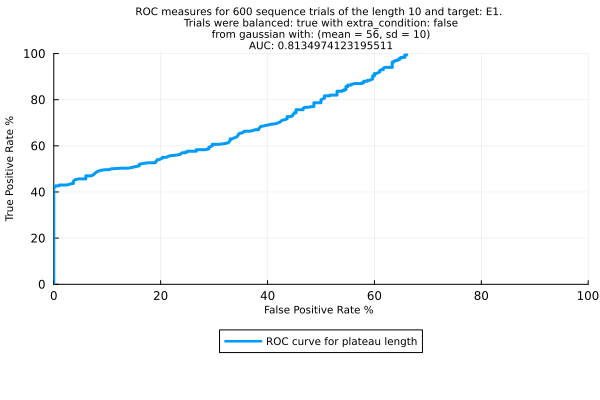 ROC measures for 600 sequence trials of the length 10 and target: E1.
Trials were balanced: true with extra_condition: false
from gaussian with: (mean = 56, sd = 10)
AUC: 0.8134974123195511
100
80
60
40
20
0
True Positive Rate %
0 20 40 60 80 100
False Positive Rate %
ROC curve for plateau length